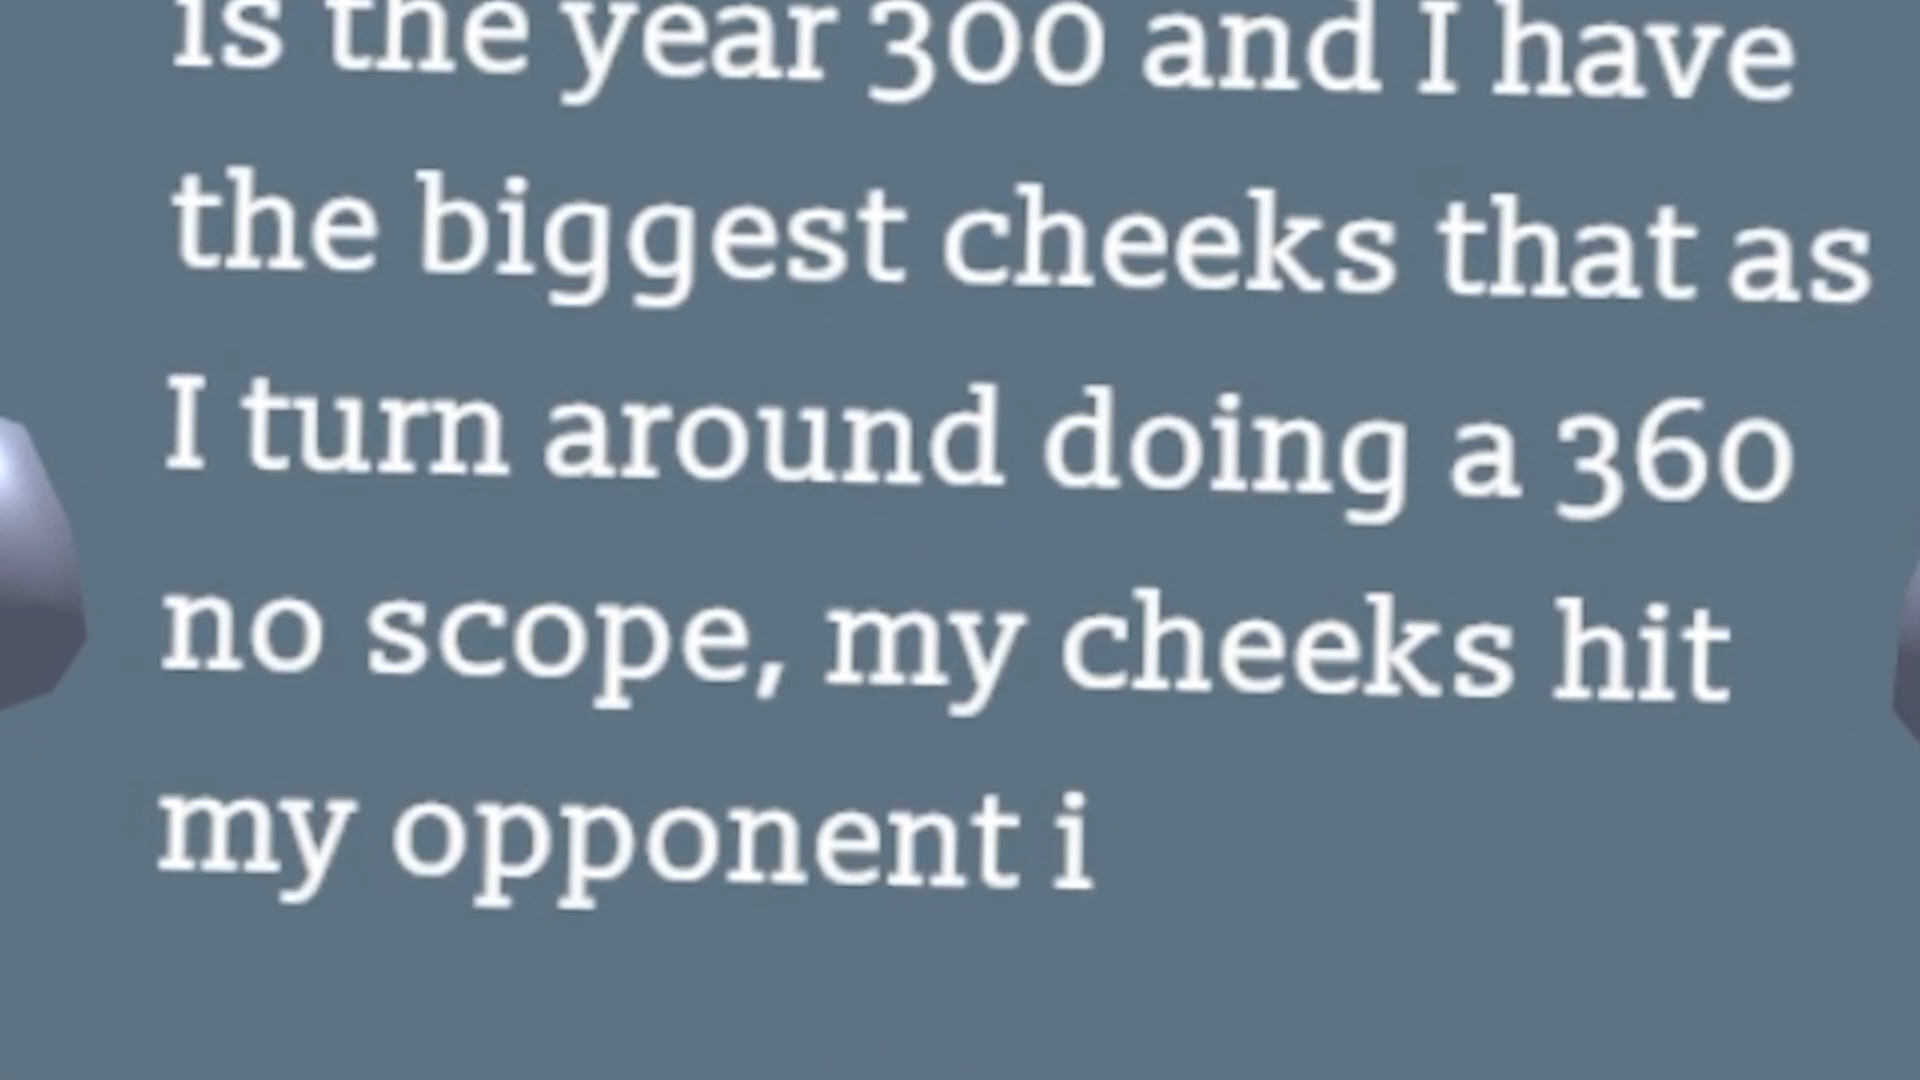 is the year 300 and I have
the biggest cheeks that as
I turn around doing a 360
no scope, my cheeks hit
my opponent i